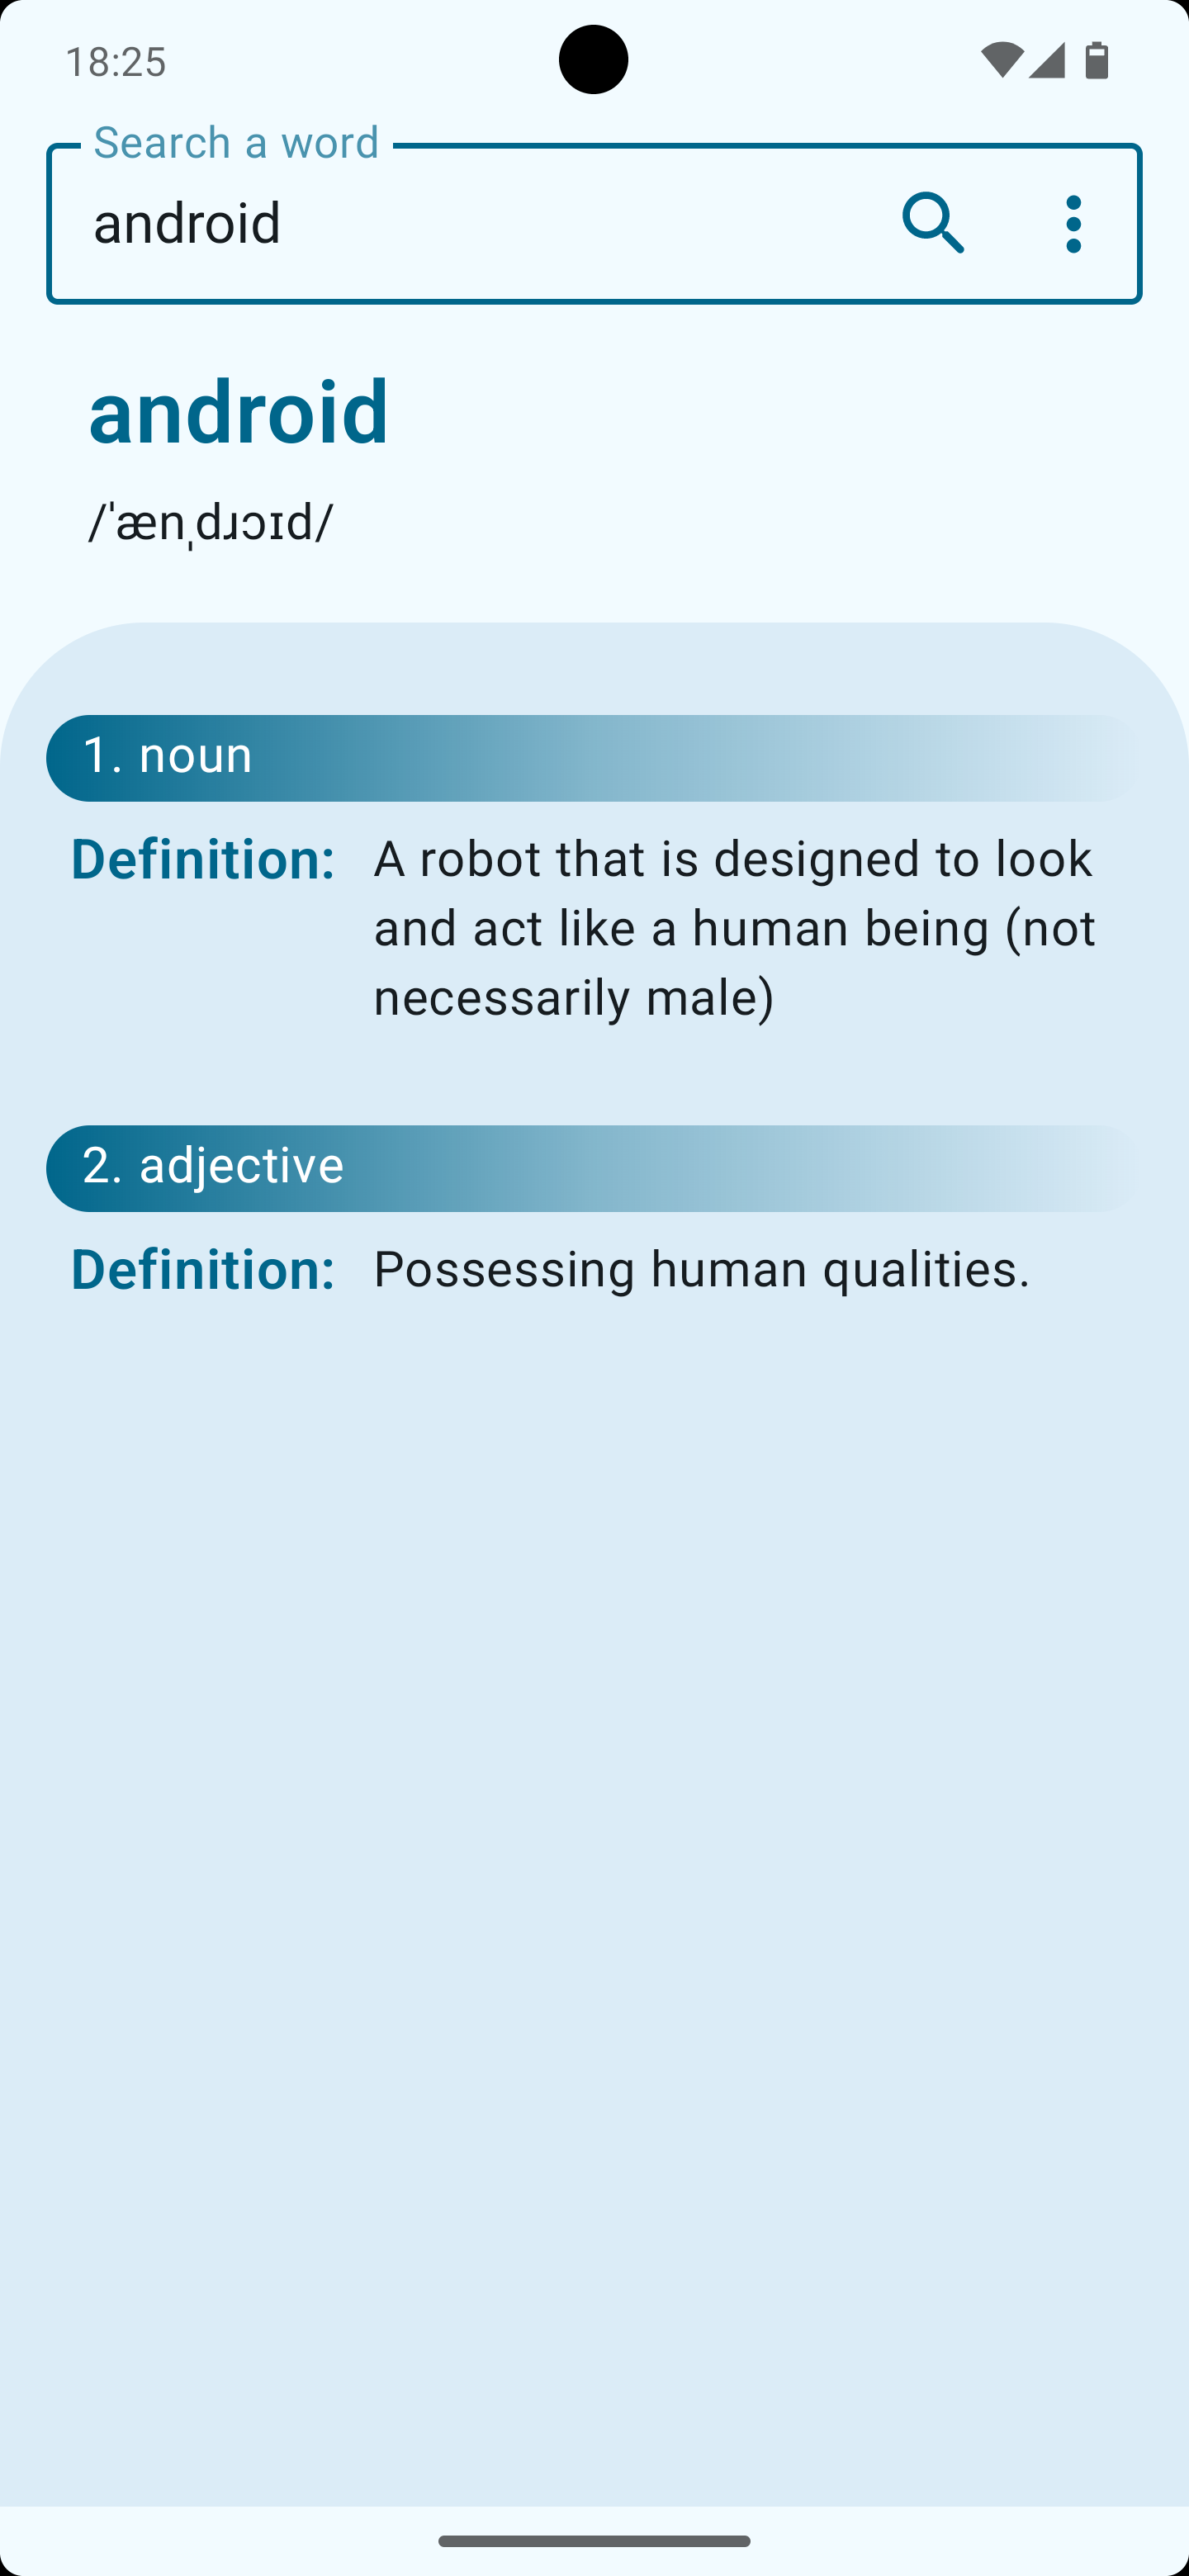 18:25
Search a word
android
android
/ˈænˌdɹɔɪd/
1. noun
Definition: A robot that is designed to look
and act like a human being (not
necessarily male)
2. adjective
Definition: Possessing human qualities.